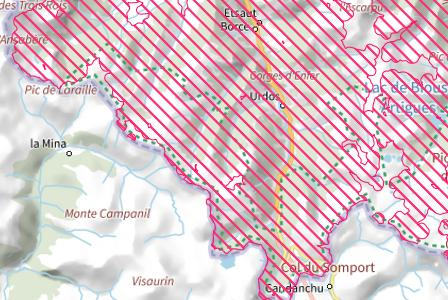 des Trois Rois
Etsaut
Borce
d'Ansabère
Gorges d'Enfer
Pic de Laraille
Urdos
Lac de Bious
Artigues
la Mina
Pic
Monte Campanil
Visaurin
Col du Somport
Candanchu